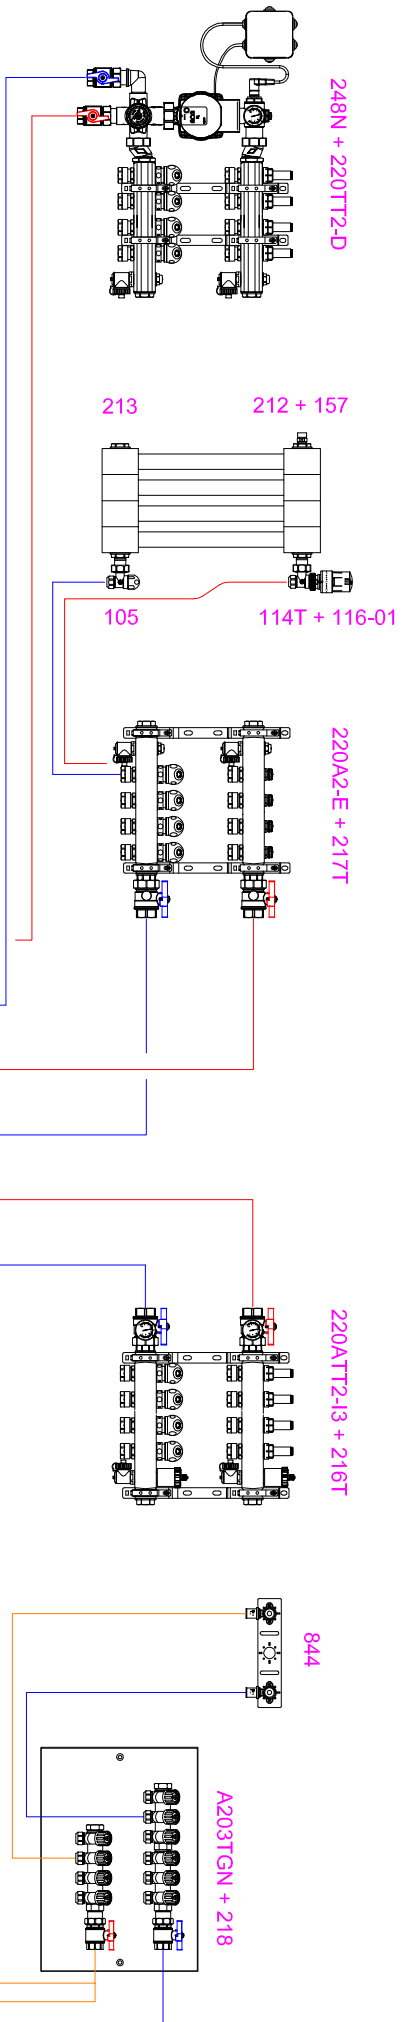 248N + 220TT2-D
213
212 + 157
105
114T + 116-01
220A2-E + 217T
220ATT2-I3 + 216T
844
A203TGN + 218